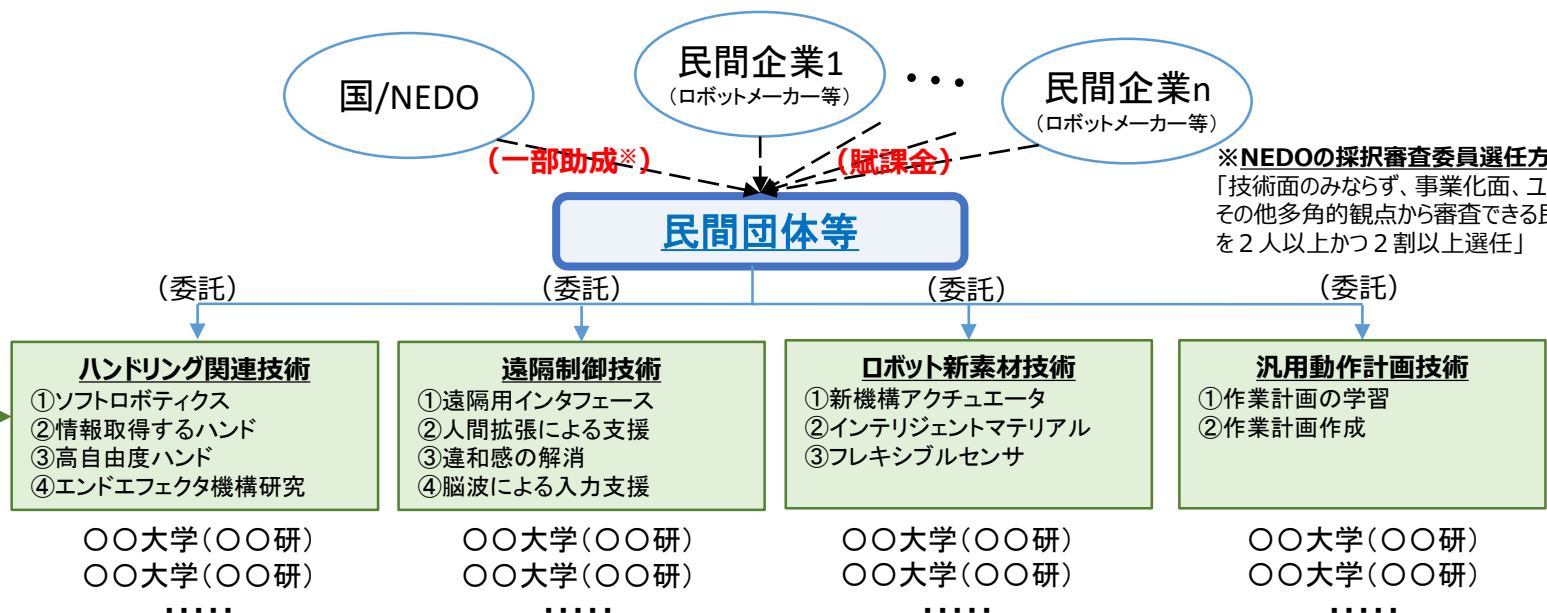 国/NEDO
民間企業1
（ロボットメーカー等）
・・・
民間企業n
（ロボットメーカー等）
（一部助成※）
（賦課金）
※NEDOの採択審査委員選任方
「技術面のみならず、事業化面、ユ
その他多角的観点から審査できる
を２人以上かつ２割以上選任」
民間団体等
（委託）
（委託）
（委託）
（委託）
ハンドリング関連技術
①ソフトロボティクス
②情報取得するハンド
③高自由度ハンド
④エンドエフェクタ機構研究
〇〇大学（〇〇研）
〇〇大学（〇〇研）
・・・・・
遠隔制御技術
①遠隔用インタフェース
②人間拡張による支援
③違和感の解消
④脳波による入力支援
〇〇大学（〇〇研）
〇〇大学（〇〇研）
・・・・・
ロボット新素材技術
①新機構アクチュエータ
②インテリジェントマテリアル
③フレキシブルセンサ
〇〇大学（〇〇研）
〇〇大学（〇〇研）
・・・・・
汎用動作計画技術
①作業計画の学習
②作業計画作成
〇〇大学（〇〇研）
〇〇大学（〇〇研）
・・・・・